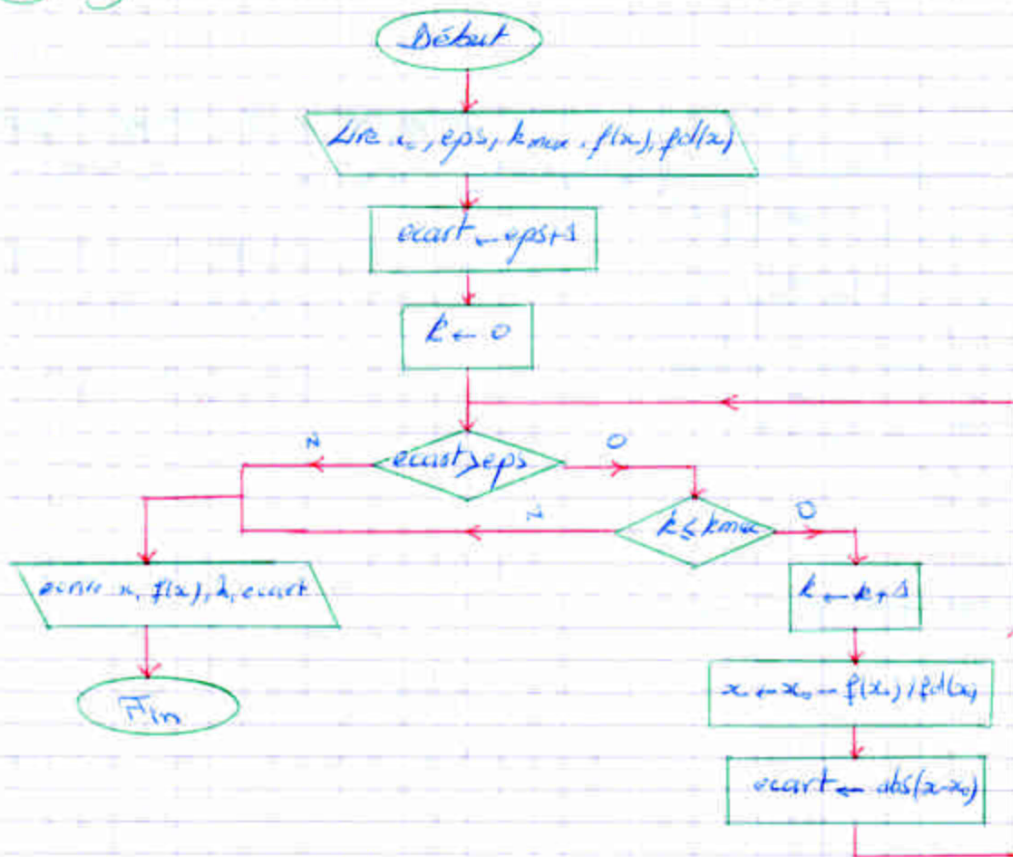 Début
Lire x₀, eps, kmax, f(x), fd(x)
ecart ← eps+1
k ← 0
ecart>eps
N
O
k≤kmax
N
O
ecrire x, f(x), k, ecart
k ← k+1
Fin
x ← x₀ - f(x₀)/fd(x₀)
ecart ← abs(x-x₀)